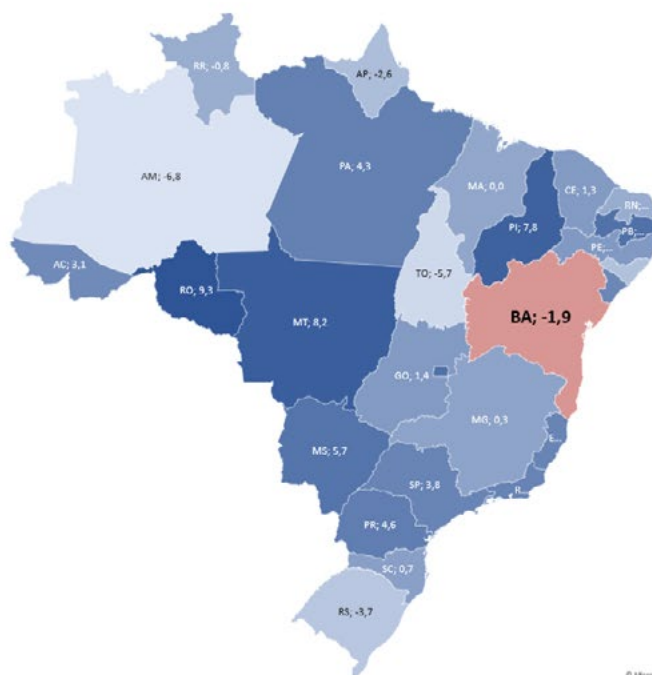 RR; -0,8
AP; -2,6
AM; -6,8
PA; 4,3
MA; 0,0
CE; 1,3
RN;...
PB;...
PI; 7,8
PE;...
AC; 3,1
TO; -5,7
RO; 9,3
MT; 8,2
BA; -1,9
GO; 1,4
MG; 0,3
E...
MS; 5,7
SP; 3,8
R...
PR; 4,6
SC; 0,7
RS; -3,7